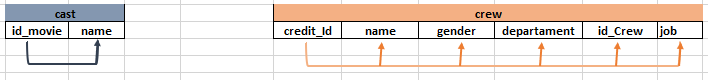 cast crew
id_movie name credit_Id name gender departament id_Crew job